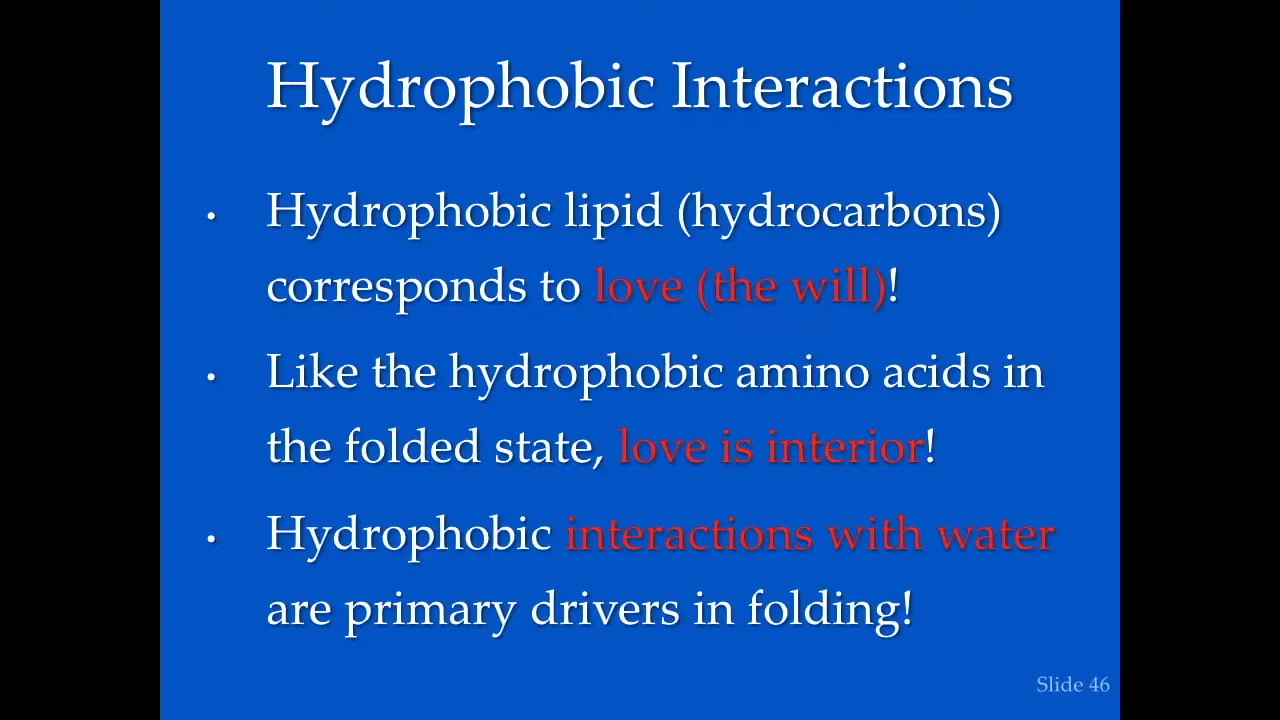 Hydrophobic Interactions
• Hydrophobic lipid (hydrocarbons)
corresponds to love (the will)!
• Like the hydrophobic amino acids in
the folded state, love is interior!
• Hydrophobic interactions with water
are primary drivers in folding!
Slide 46